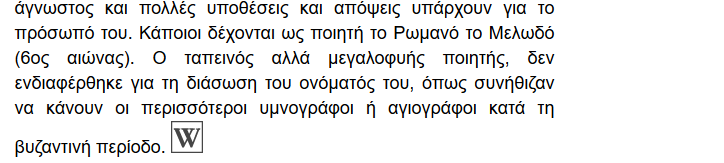 άγνωστος και πολλές υποθέσεις και απόψεις υπάρχουν για το
πρόσωπό του. Κάποιοι δέχονται ως ποιητή το Ρωμανό το Μελωδό
(6ος αιώνας). Ο ταπεινός αλλά μεγαλοφυής ποιητής, δεν
ενδιαφέρθηκε για τη διάσωση του ονόματός του, όπως συνήθιζαν
να κάνουν οι περισσότεροι υμνογράφοι ή αγιογράφοι κατά τη
βυζαντινή περίοδο. W